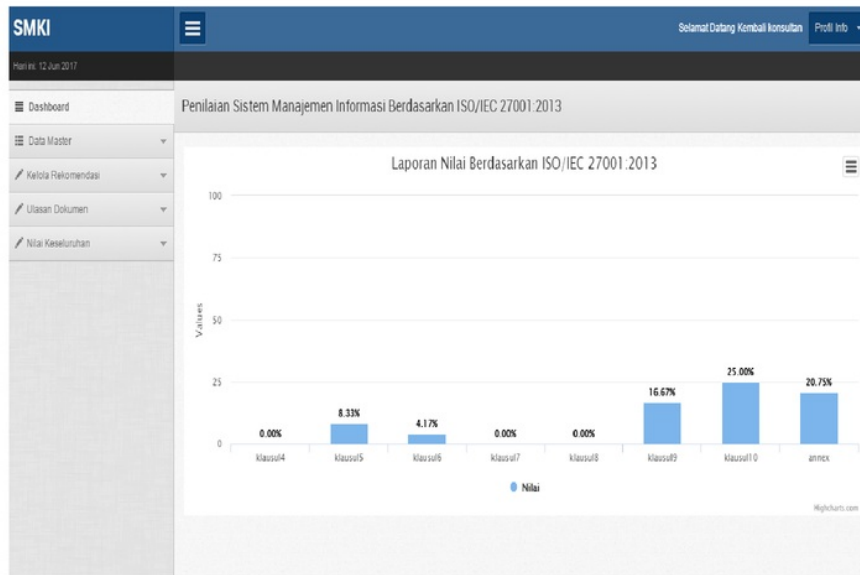 SMKI
Selamat Datang Kembali konsultan Profil Info
Hari ini: 12 Jun 2017
Dashboard
Data Master
Kelola Rekomendasi
Ulasan Dokumen
Nilai Keseluruhan
Penilaian Sistem Manajemen Informasi Berdasarkan ISO/IEC 27001:2013
Laporan Nilai Berdasarkan ISO/IEC 27001:2013
Values
100
75
50
25
0
0.00% 8.33% 4.17% 0.00% 0.00% 16.67% 25.00% 20.75%
klausul4 klausul5 klausul6 klausul7 klausul8 klausul9 klausul10 annex
Nilai
Highcharts.com